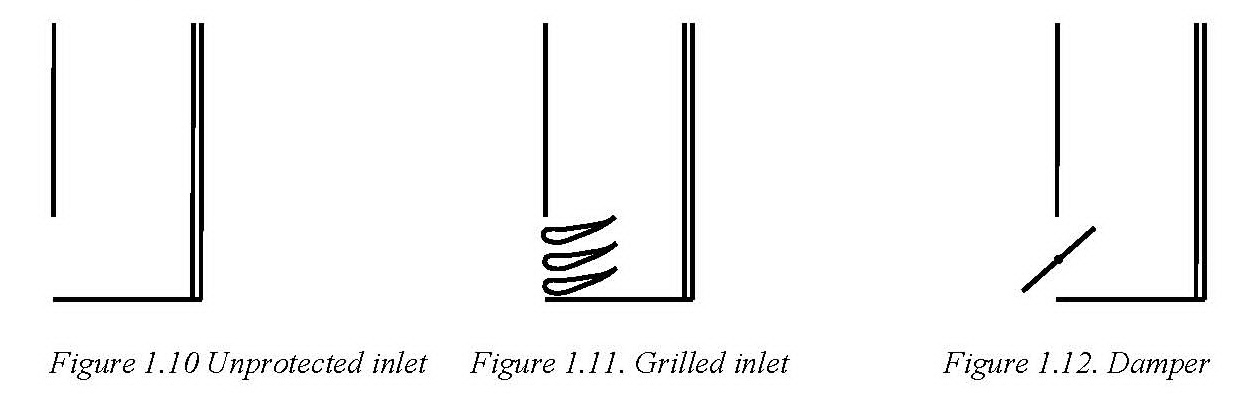 Figure 1.10 Unprotected inlet
Figure 1.11. Grilled inlet
Figure 1.12. Damper